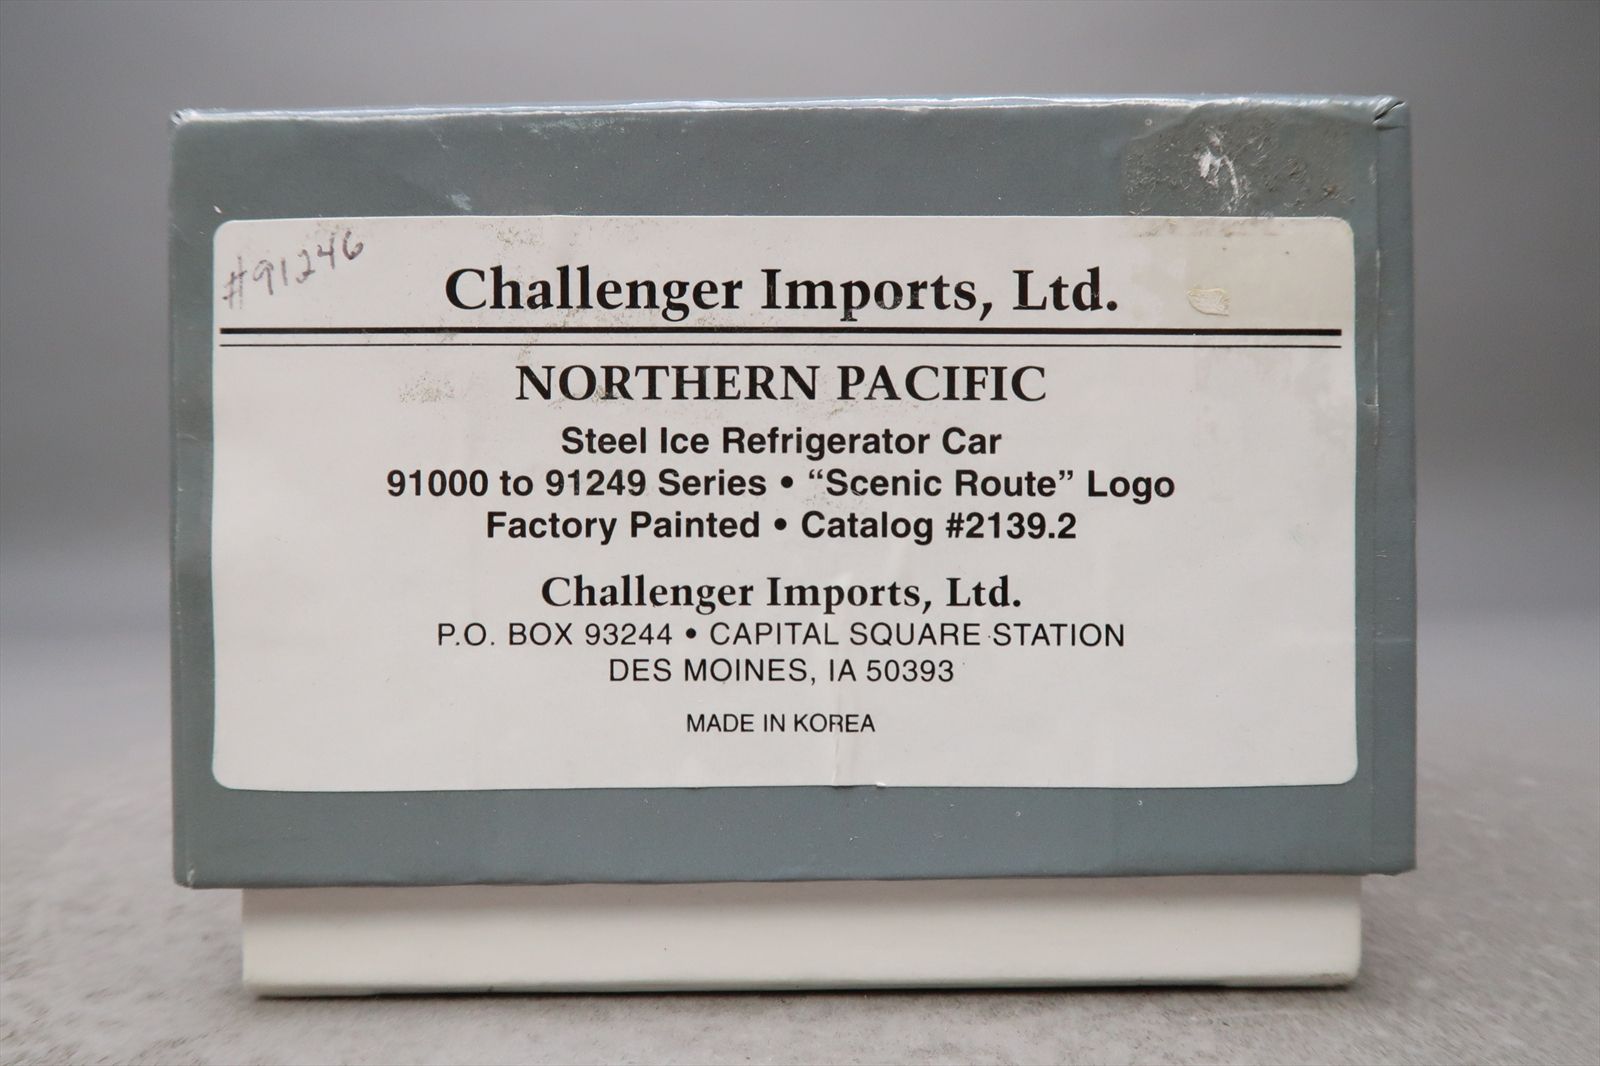 #91246
Challenger Imports, Ltd.
NORTHERN PACIFIC
Steel Ice Refrigerator Car
91000 to 91249 Series • “Scenic Route” Logo
Factory Painted • Catalog #2139.2
Challenger Imports, Ltd.
P.O. BOX 93244 • CAPITAL SQUARE STATION
DES MOINES, IA 50393
MADE IN KOREA